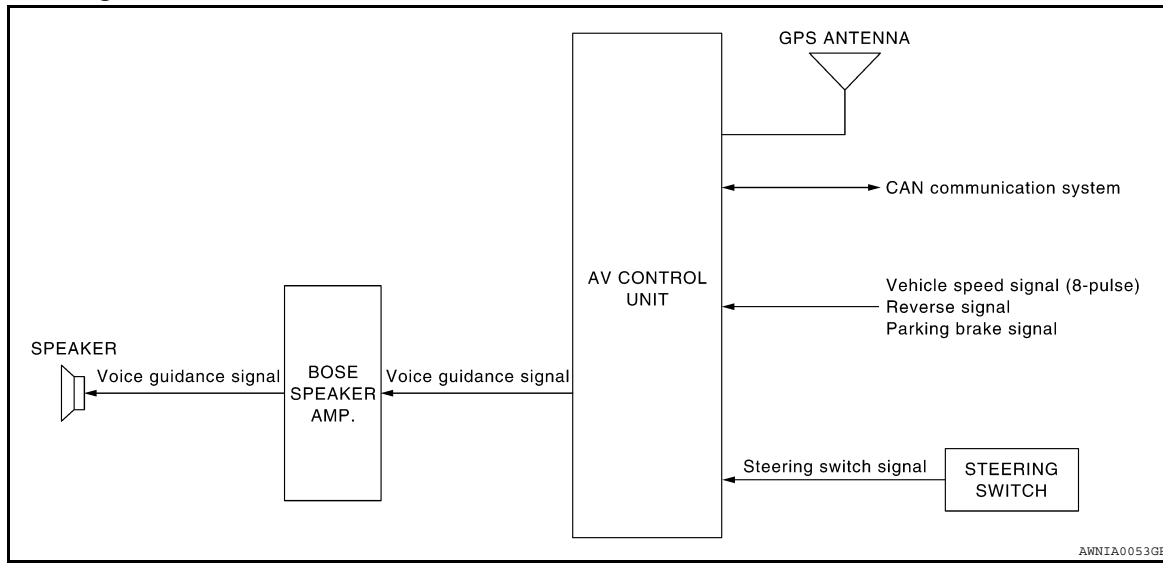 GPS ANTENNA
CAN communication system
AV CONTROL
UNIT
Vehicle speed signal (8-pulse)
Reverse signal
Parking brake signal
SPEAKER
Voice guidance signal
BOSE
SPEAKER
AMP.
Voice guidance signal
Steering switch signal
STEERING
SWITCH